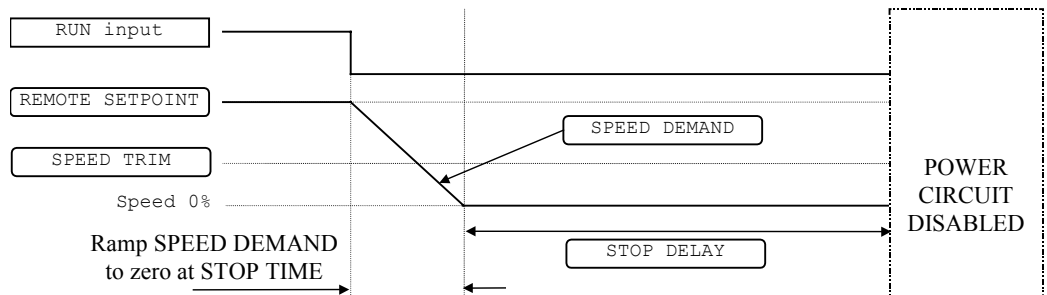 RUN input
REMOTE SETPOINT
SPEED DEMAND
SPEED TRIM
POWER
CIRCUIT
DISABLED
Speed 0%
Ramp SPEED DEMAND
to zero at STOP TIME
STOP DELAY